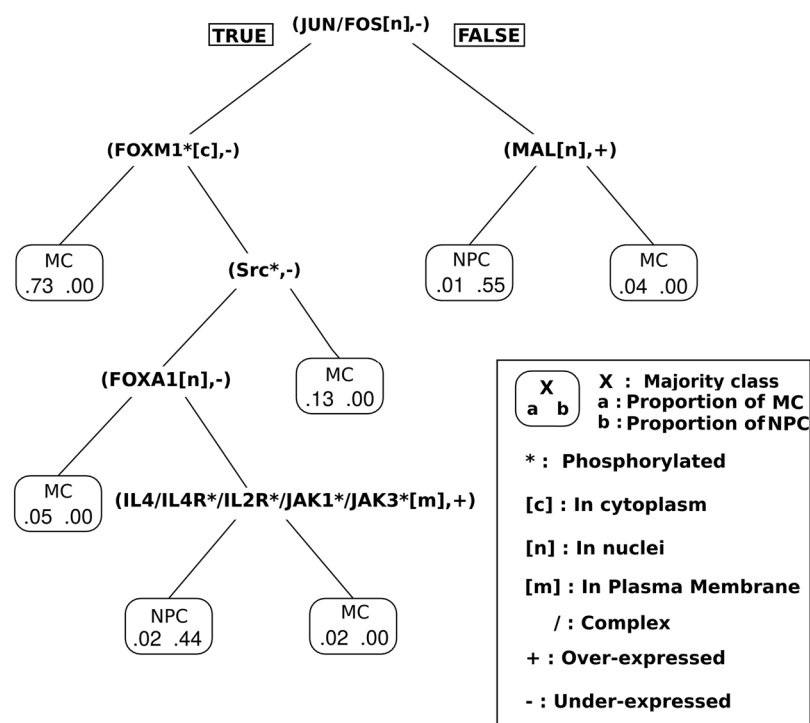 TRUE
(JUN/FOS[n],-)
FALSE
(FOXM1*[c],-)
(MAL[n],+)
MC
.73 .00
(Src*,-)
NPC
.01 .55
MC
.04 .00
(FOXA1[n],-)
MC
.13 .00
MC
.05 .00
(IL4/IL4R*/IL2R*/JAK1*/JAK3*[m],+)
NPC
.02 .44
MC
.02 .00
X
a b
X : Majority class
a : Proportion of MC
b : Proportion of NPC
* : Phosphorylated
[c] : In cytoplasm
[n] : In nuclei
[m] : In Plasma Membrane
/ : Complex
+ : Over-expressed
- : Under-expressed